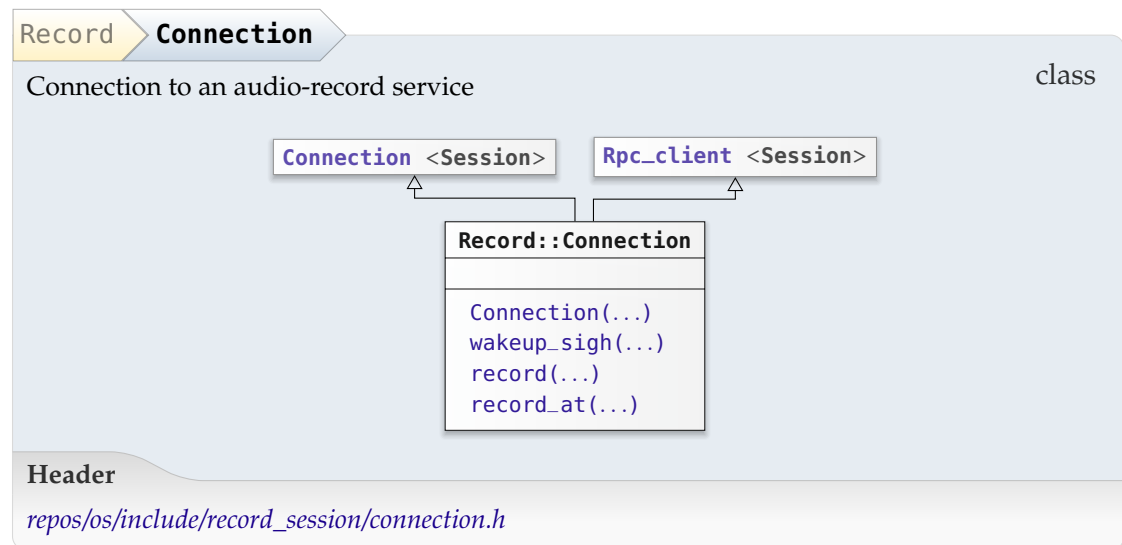 Record Connection
class
Connection to an audio-record service
Connection <Session> Rpc_client <Session>
Record::Connection
Connection(...)
wakeup_sigh(...)
record(...)
record_at(...)
Header
repos/os/include/record_session/connection.h